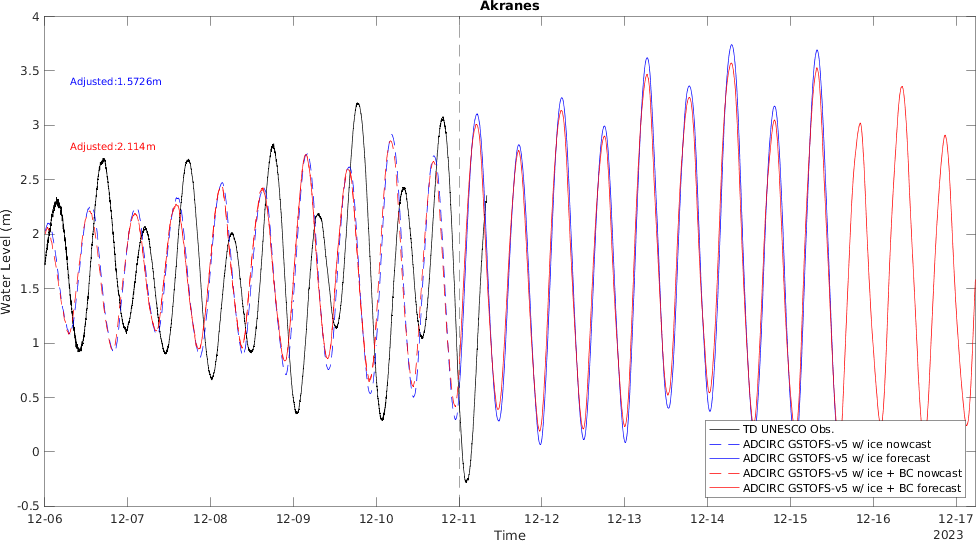 Akranes
4
3.5
3
2.5
2
1.5
1
0.5
0
-0.5
Water Level (m)
Adjusted:1.5726m
Adjusted:2.114m
TD UNESCO Obs.
ADCIRC GSTOFS-v5 w/ ice nowcast
ADCIRC GSTOFS-v5 w/ ice forecast
ADCIRC GSTOFS-v5 w/ ice + BC nowcast
ADCIRC GSTOFS-v5 w/ ice + BC forecast
12-06 12-07 12-08 12-09 12-10 12-11 12-12 12-13 12-14 12-15 12-16 12-17
Time 2023